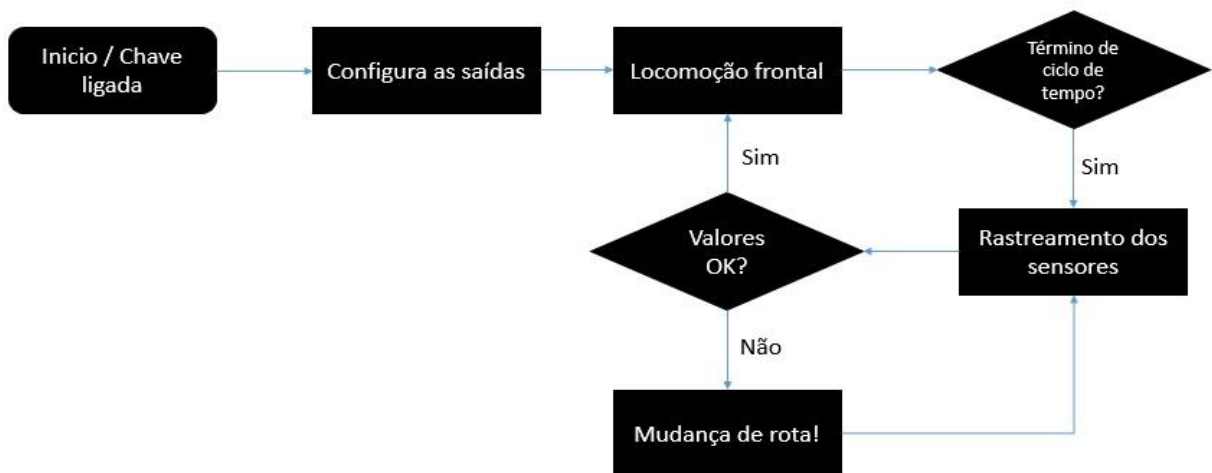 Inicio / Chave
ligada
Configura as saídas
Locomoção frontal
Término de
ciclo de
tempo?
Sim
Sim
Valores
OK?
Rastreamento dos
sensores
Não
Mudança de rota!